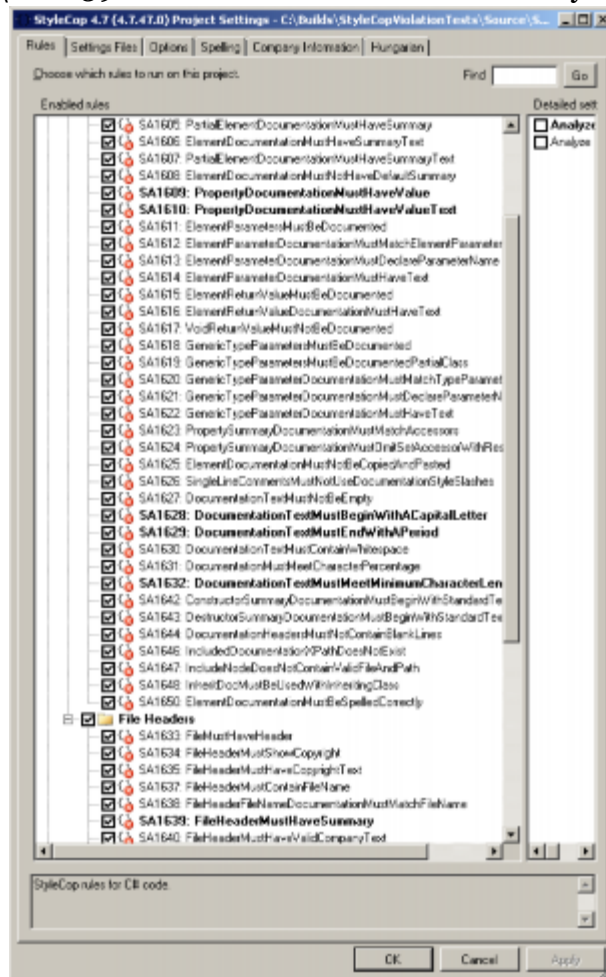 StyleCop 4.7 (4.7.47.0) Project Settings - C:\Builds\StyleCopViolationTests\Source\S...
Rules Settings Files Options Spelling Company Information Hungarian
Choose which rules to run on this project.
Find
Go
Enabled rules
Detailed sett
SA1605: PartialElementDocumentationMustHaveSummary
SA1606: ElementDocumentationMustHaveSummaryText
SA1607: PartialElementDocumentationMustHaveSummaryText
SA1608: ElementDocumentationMustNotHaveDefaultSummary
SA1609: PropertyDocumentationMustHaveValue
SA1610: PropertyDocumentationMustHaveValueText
SA1611: ElementParametersMustBeDocumented
SA1612: ElementParameterDocumentationMustMatchElementParameter
SA1613: ElementParameterDocumentationMustDeclareParameterName
SA1614: ElementParameterDocumentationMustHaveText
SA1615: ElementReturnValueMustBeDocumented
SA1616: ElementReturnValueDocumentationMustHaveText
SA1617: VoidReturnValueMustNotBeDocumented
SA1618: GenericTypeParametersMustBeDocumented
SA1619: GenericTypeParametersMustBeDocumentedPartialClass
SA1620: GenericTypeParameterDocumentationMustMatchTypeParamet
SA1621: GenericTypeParameterDocumentationMustDeclareParameterN
SA1622: GenericTypeParameterDocumentationMustHaveText
SA1623: PropertySummaryDocumentationMustMatchAccessors
SA1624: PropertySummaryDocumentationMustOmitSetAccessorWithRes
SA1625: ElementDocumentationMustNotBeCopiedAndPasted
SA1626: SingleLineCommentsMustNotUseDocumentationStyleSlashes
SA1627: DocumentationTextMustNotBeEmpty
SA1628: DocumentationTextMustBeginWithACapitalLetter
SA1629: DocumentationTextMustEndWithAPeriod
SA1630: DocumentationTextMustContainWhitespace
SA1631: DocumentationMustMeetCharacterPercentage
SA1632: DocumentationTextMustMeetMinimumCharacterLen
SA1642: ConstructorSummaryDocumentationMustBeginWithStandardTe
SA1643: DestructorSummaryDocumentationMustBeginWithStandardTex
SA1644: DocumentationHeadersMustNotContainBlankLines
SA1646: IncludedDocumentationXPathDoesNotExist
SA1647: IncludeNodeDoesNotContainValidFileAndPath
SA1648: InheritDocMustBeUsedWithInheritingClass
SA1650: ElementDocumentationMustBeSpelledCorrectly
File Headers
SA1633: FileMustHaveHeader
SA1634: FileHeaderMustShowCopyright
SA1635: FileHeaderMustHaveCopyrightText
SA1637: FileHeaderMustContainFileName
SA1638: FileHeaderFileNameDocumentationMustMatchFileName
SA1639: FileHeaderMustHaveSummary
SA1640: FileHeaderMustHaveValidCompanyText
Analyze
Analyze
StyleCop rules for C# code.
OK Cancel Apply